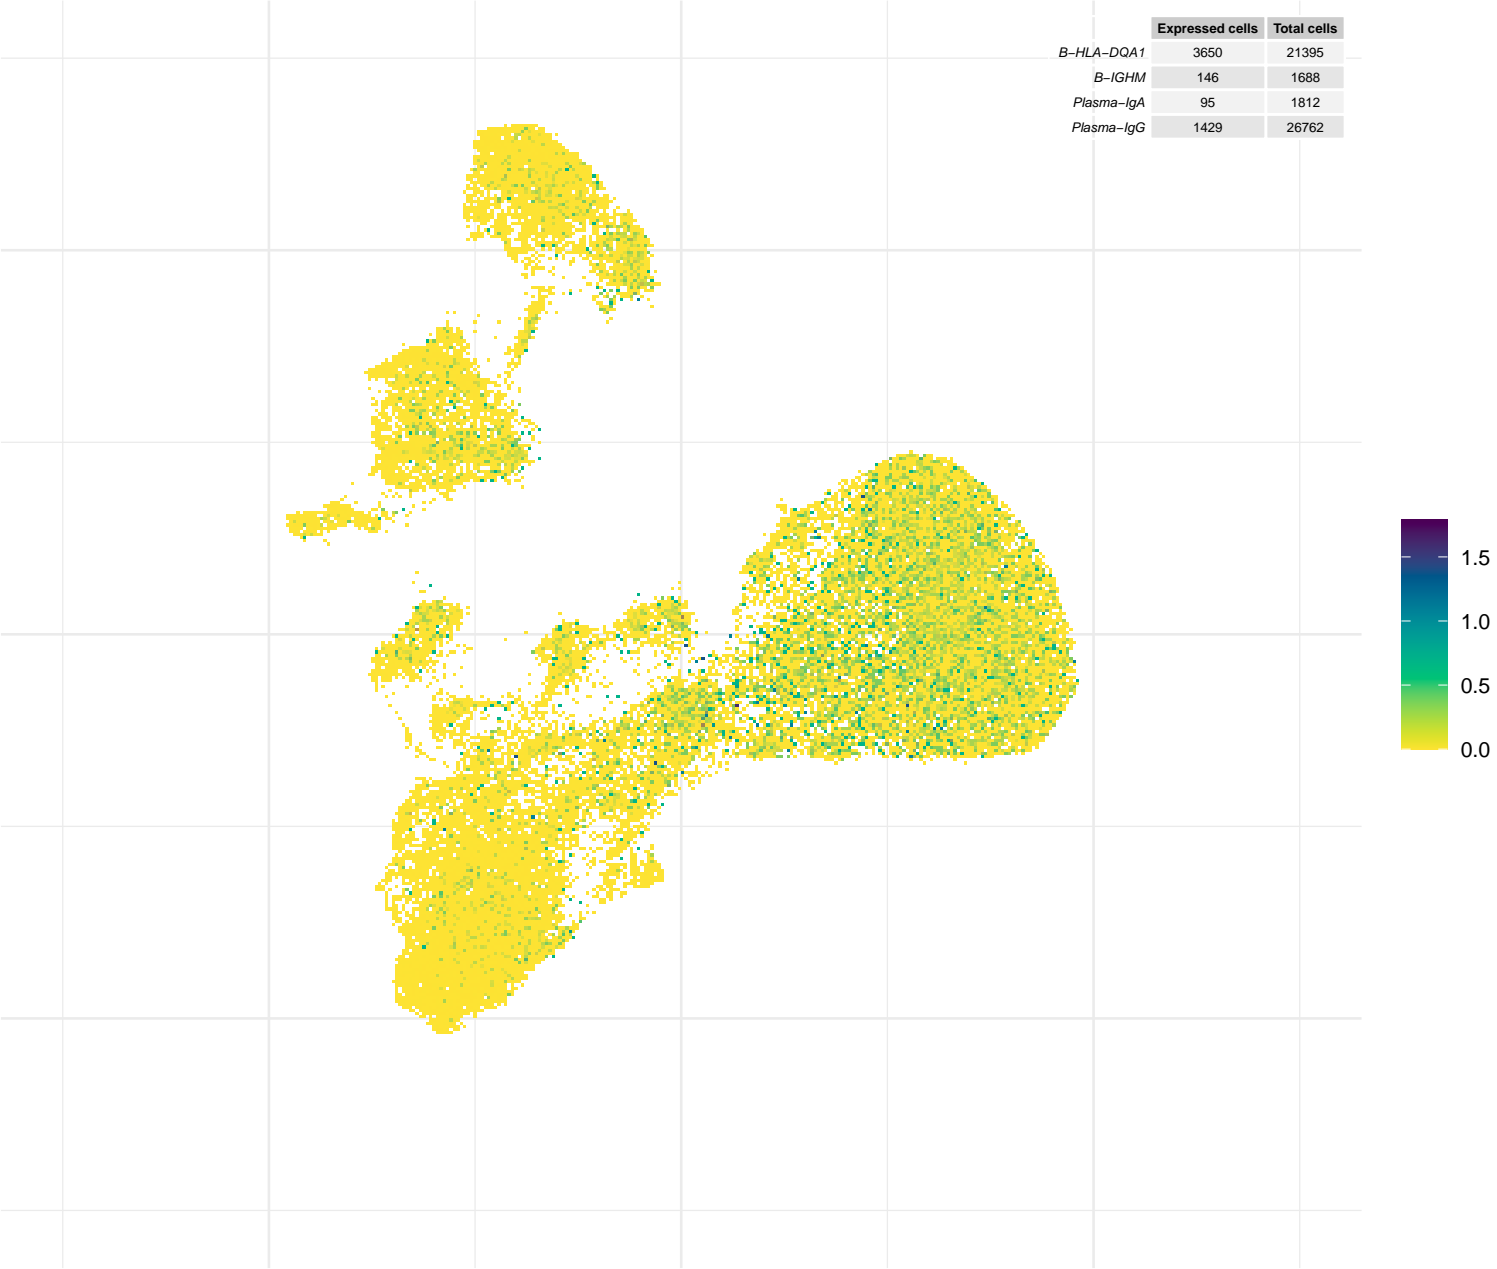 Expressed cells Total cells
B−HLA−DQA1 3650 21395
B−IGHM 146 1688
Plasma−IgA 95 1812
Plasma−IgG 1429 26762
1.5
1.0
0.5
0.0